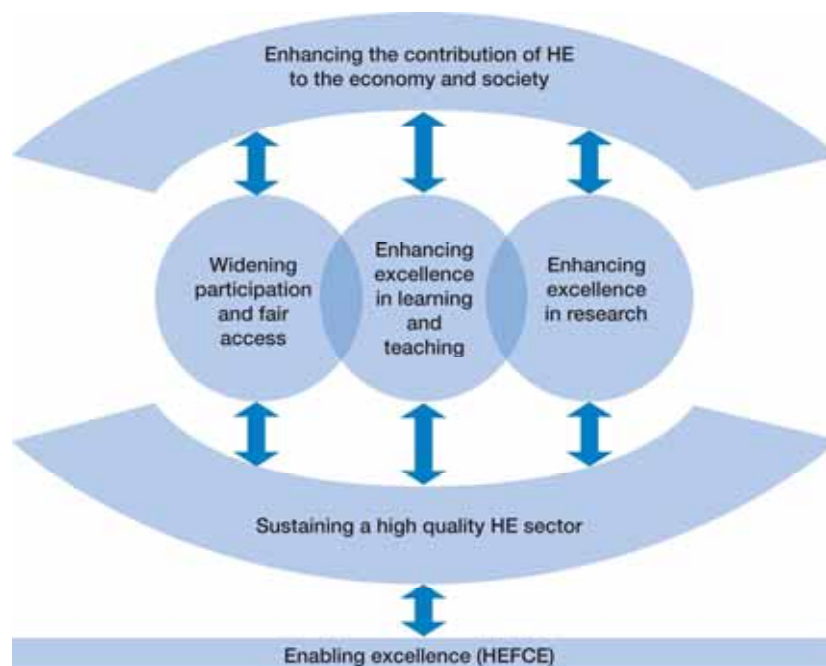 Enhancing the contribution of HE
to the economy and society
Widening
participation
and fair
access
Enhancing
excellence
in learning
and
teaching
Enhancing
excellence
in research
Sustaining a high quality HE sector
Enabling excellence (HEFCE)